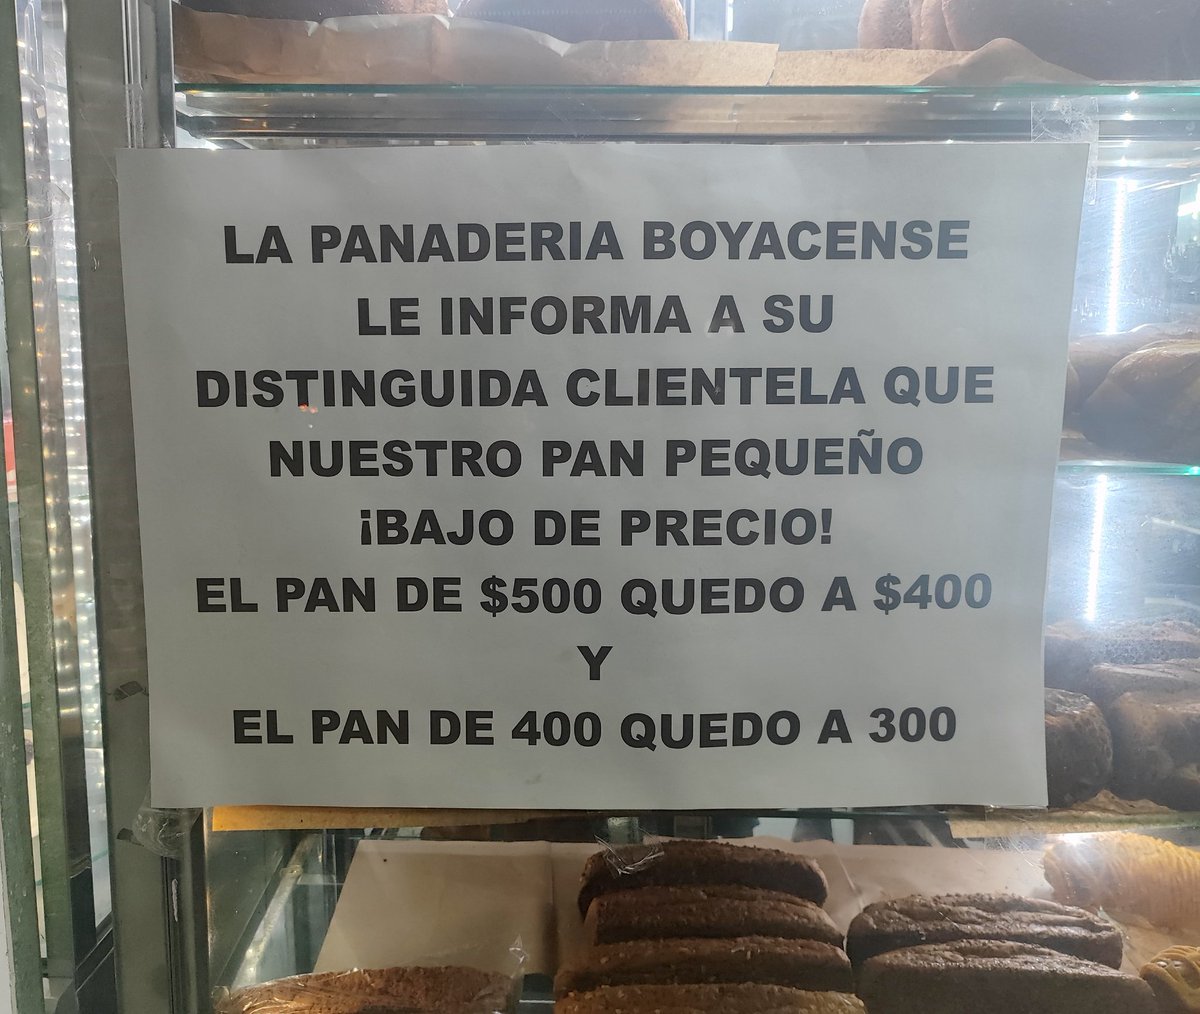 LA PANADERIA BOYACENSE
LE INFORMA A SU
DISTINGUIDA CLIENTELA QUE
NUESTRO PAN PEQUEÑO
¡BAJO DE PRECIO!
EL PAN DE $500 QUEDO A $400
Y
EL PAN DE 400 QUEDO A 300